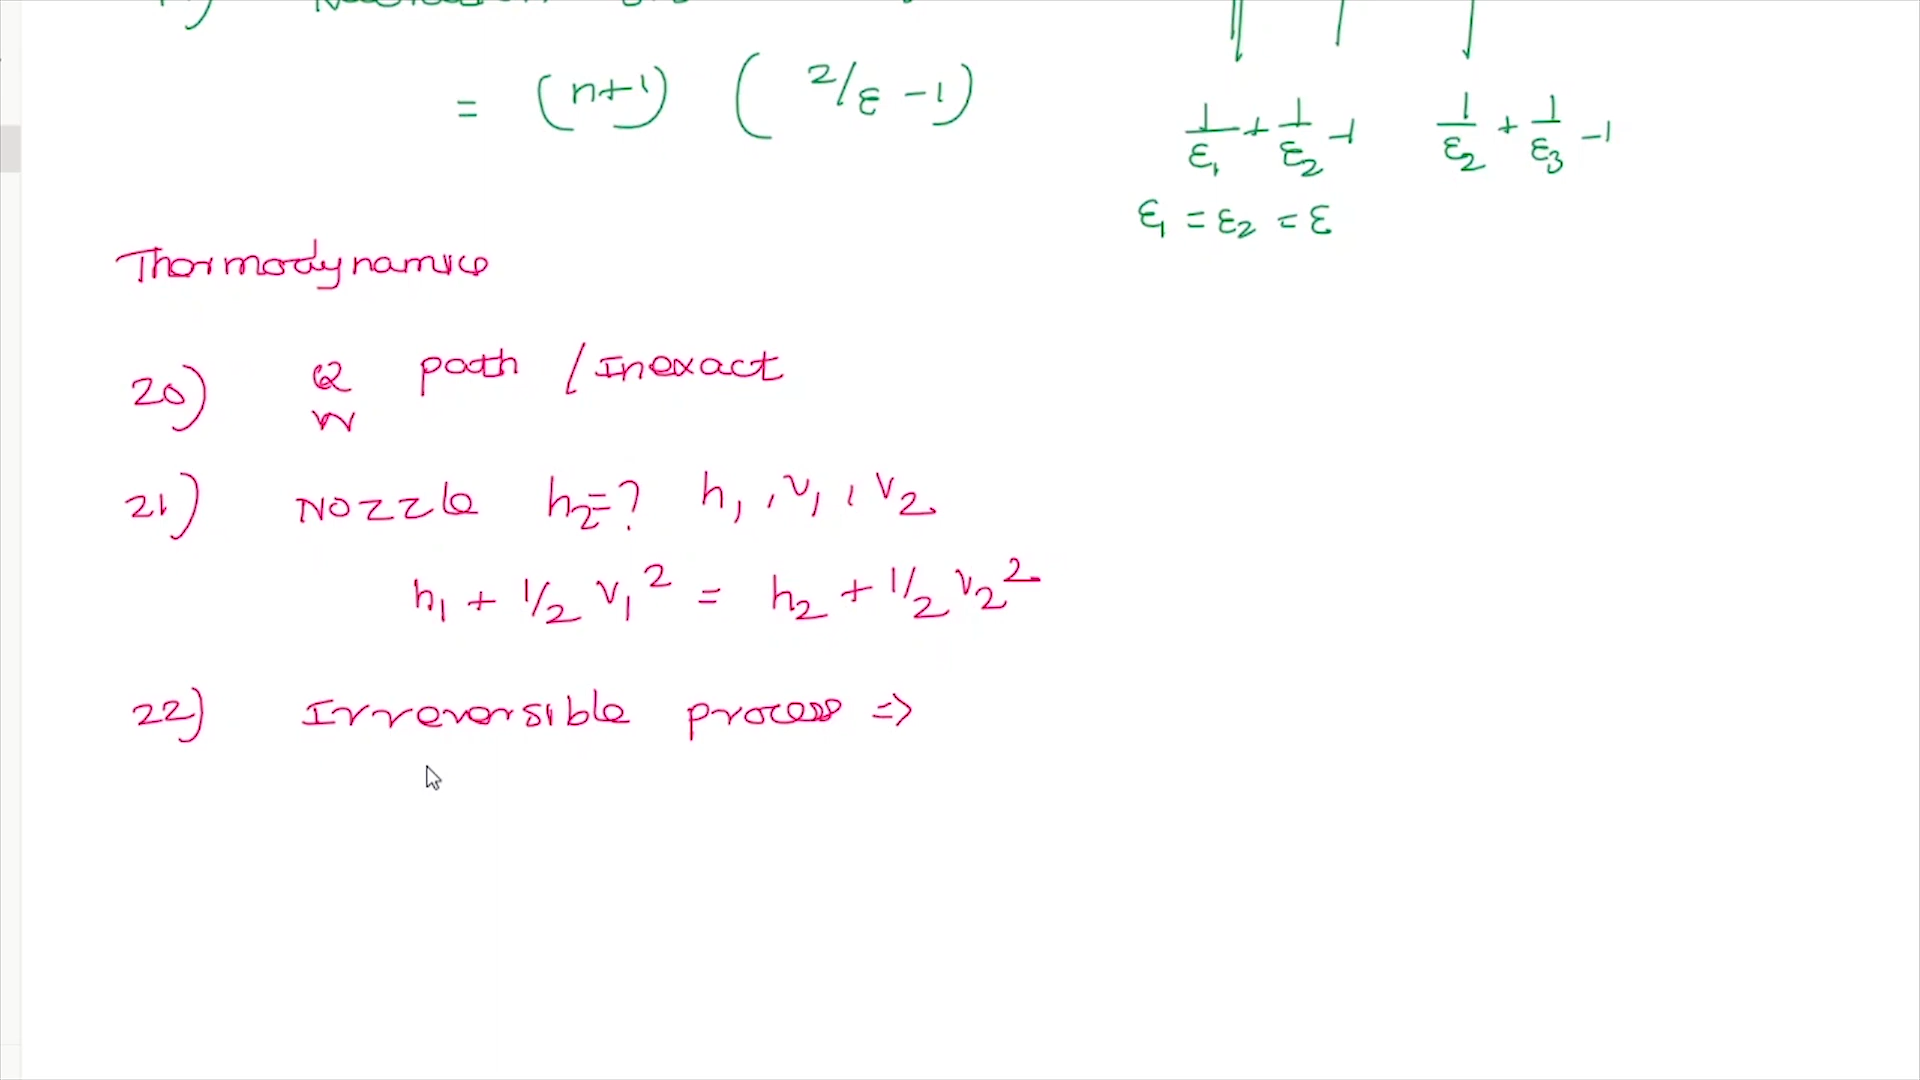 = (n+1) ( 2/ε -1)
1/ε1 + 1/ε2 -1    1/ε2 + 1/ε3 -1
ε1 = ε2 = ε
Thermodynamics
20) Q path / Inexact
W
21) Nozzle h2=? h1, v1, v2
h1 + 1/2 v1² = h2 + 1/2 v2²
22) Irreversible process =>